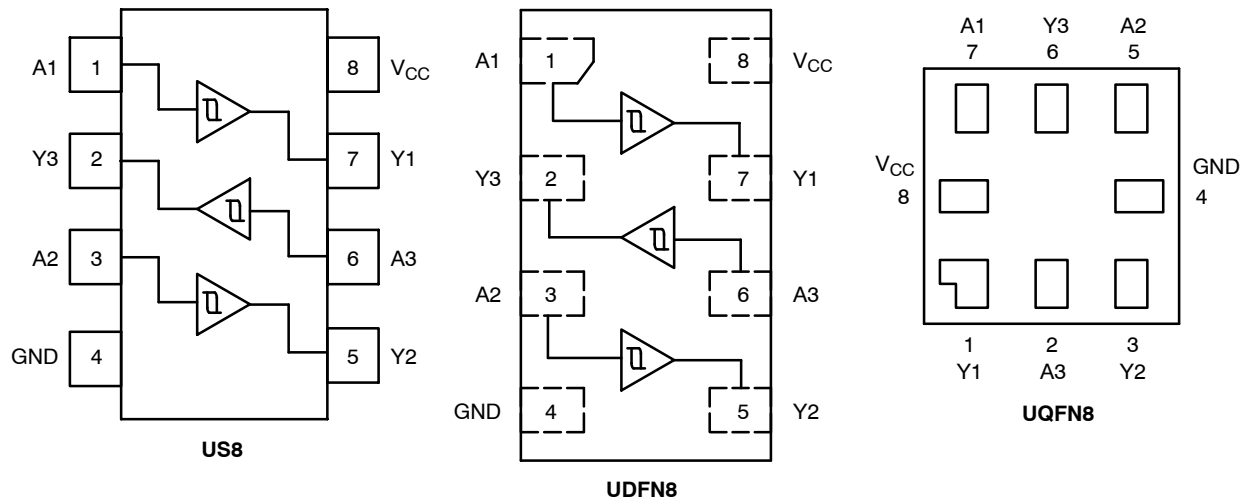 A1 1 8 VCC
Y3 2 7 Y1
A2 3 6 A3
GND 4 5 Y2
US8
A1 1 8 VCC
Y3 2 7 Y1
A2 3 6 A3
GND 4 5 Y2
UDFN8
A1 Y3 A2
7 6 5
VCC GND
8 4
1 2 3
Y1 A3 Y2
UQFN8